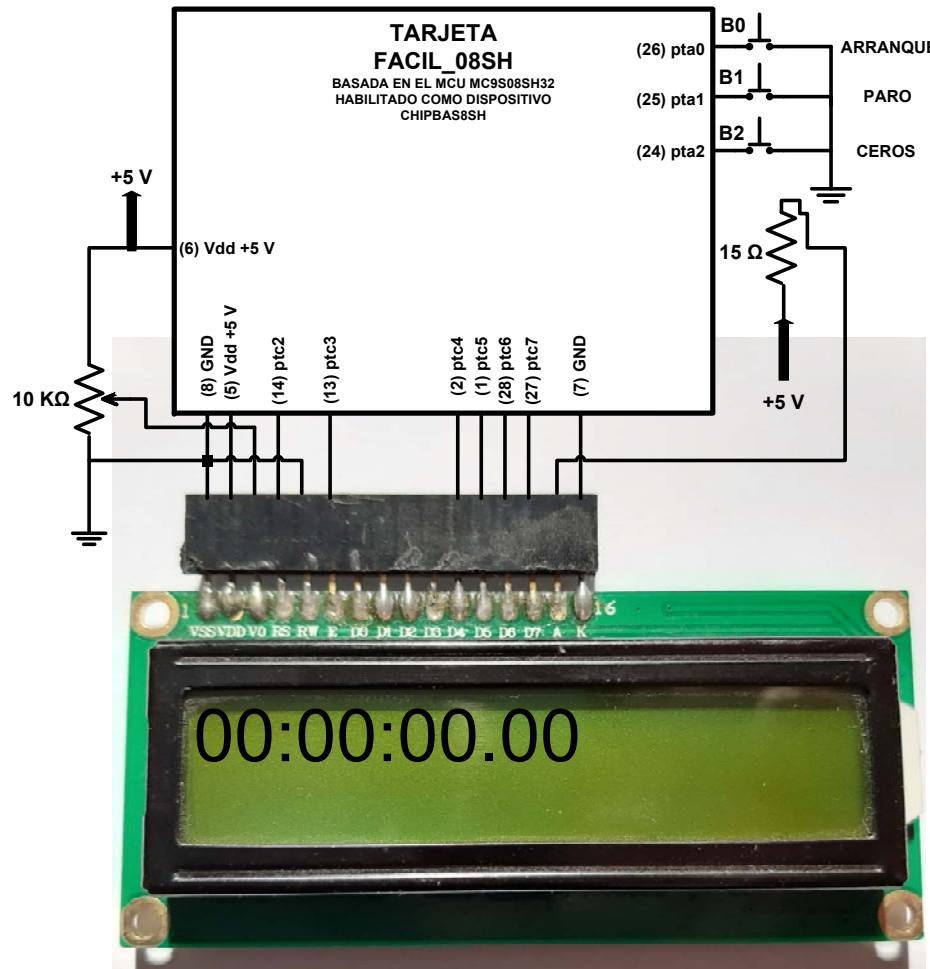 TARJETA
FACIL_08SH
BASADA EN EL MCU MC9S08SH32
HABILITADO COMO DISPOSITIVO
CHIPBAS8SH
B0
(26) pta0
ARRANQUE
B1
(25) pta1
PARO
B2
(24) pta2
CEROS
+5 V
(6) Vdd +5 V
15 Ω
10 KΩ
(8) GND
(5) Vdd +5 V
(14) ptc2
(13) ptc3
(2) ptc4
(1) ptc5
(28) ptc6
(27) ptc7
(7) GND
+5 V
1
16
VSS VDD V0 RS RW E D0 D1 D2 D3 D4 D5 D6 D7 A K
00:00:00.00